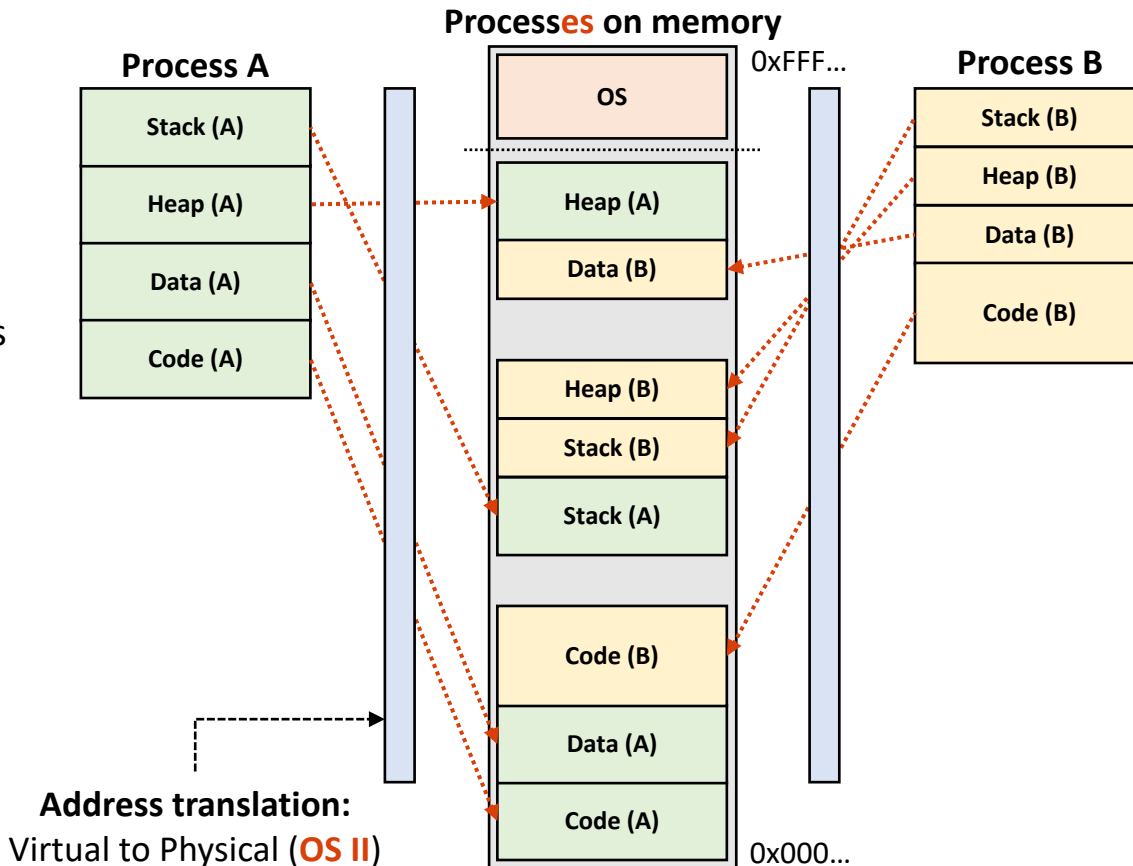 Processes on memory
Process A
Stack (A)
Heap (A)
Data (A)
Code (A)
s
0xFFF...
OS
Heap (A)
Data (B)
Heap (B)
Stack (B)
Stack (A)
Code (B)
Data (A)
Code (A)
0x000...
Process B
Stack (B)
Heap (B)
Data (B)
Code (B)
Address translation:
Virtual to Physical (OS II)